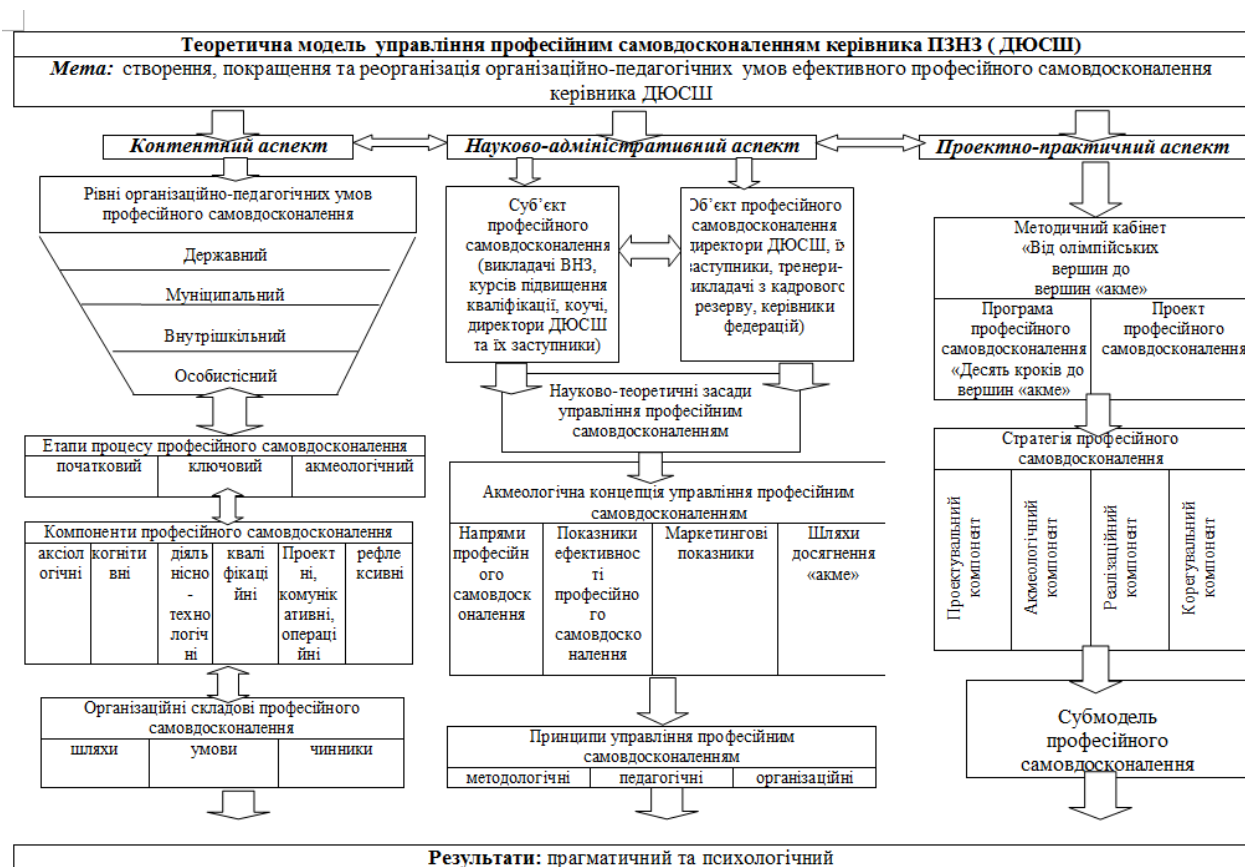 Теоретична модель управління професійним самовдосконаленням керівника ПЗНЗ ( ДЮСШ)
Мета: створення, покращення та реорганізація організаційно-педагогічних умов ефективного професійного самовдосконалення
керівника ДЮСШ
Контентний аспект
Науково-адміністративний аспект
Проектно-практичний аспект
Рівні організаційно-педагогічних умов
професійного самовдосконалення
Державний
Муніципальний
Внутрішкільний
Особистісний
Етапи процесу професійного самовдосконалення
початковий
ключовий
акмеологічний
Компоненти професійного самовдосконалення
аксіол
огічні
когніти
вні
діяль
нісно
-
техно
логіч
ні
квалі
фікаці
йні
Проект
ні,
комунік
ативні,
операці
йні
рефле
ксивні
Організаційні складові професійного
самовдосконалення
шляхи
умови
чинники
Суб’єкт
професійного
самовдосконалення
(викладачі ВНЗ,
курсів підвищення
кваліфікації, коучі,
директори ДЮСШ
та їх заступники)
Об’єкт професійного
самовдосконалення
директори ДЮСШ, їх
заступники, тренери-
викладачі з кадрового
резерву, керівники
федерацій)
Науково-теоретичні засади
управління професійним
самовдосконаленням
Акмеологічна концепція управління професійним
самовдосконаленням
Напрями
професійн
ого
самовдоск
оналення
Показники
ефективнос
ті
професійно
го
самовдоско
налення
Маркетингові
показники
Шляхи
досягнення
«акме»
Принципи управління професійним
самовдосконаленням
методологічні
педагогічні
організаційні
Методичний кабінет
«Від олімпійських
вершин до
вершин «акме»
Програма
професійного
самовдосконалення
«Десять кроків до
вершин «акме»
Проект
професійного
самовдосконалення
Стратегія професійного
самовдосконалення
Проектувальний
компонент
Акмеологічний
компонент
Реалізаційний
компонент
Корегувальний
компонент
Субмодель
професійного
самовдосконалення
Результати: прагматичний та психологічний